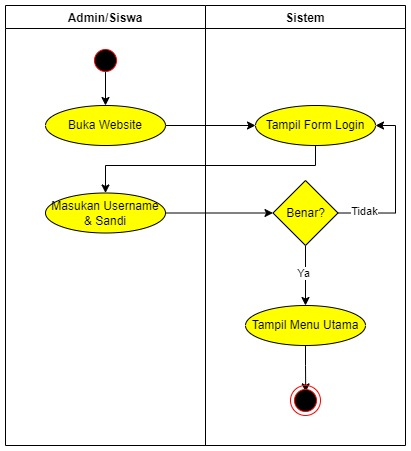 Admin/Siswa
Sistem
Buka Website
Tampil Form Login
Masukan Username
& Sandi
Benar?
Tidak
Ya
Tampil Menu Utama